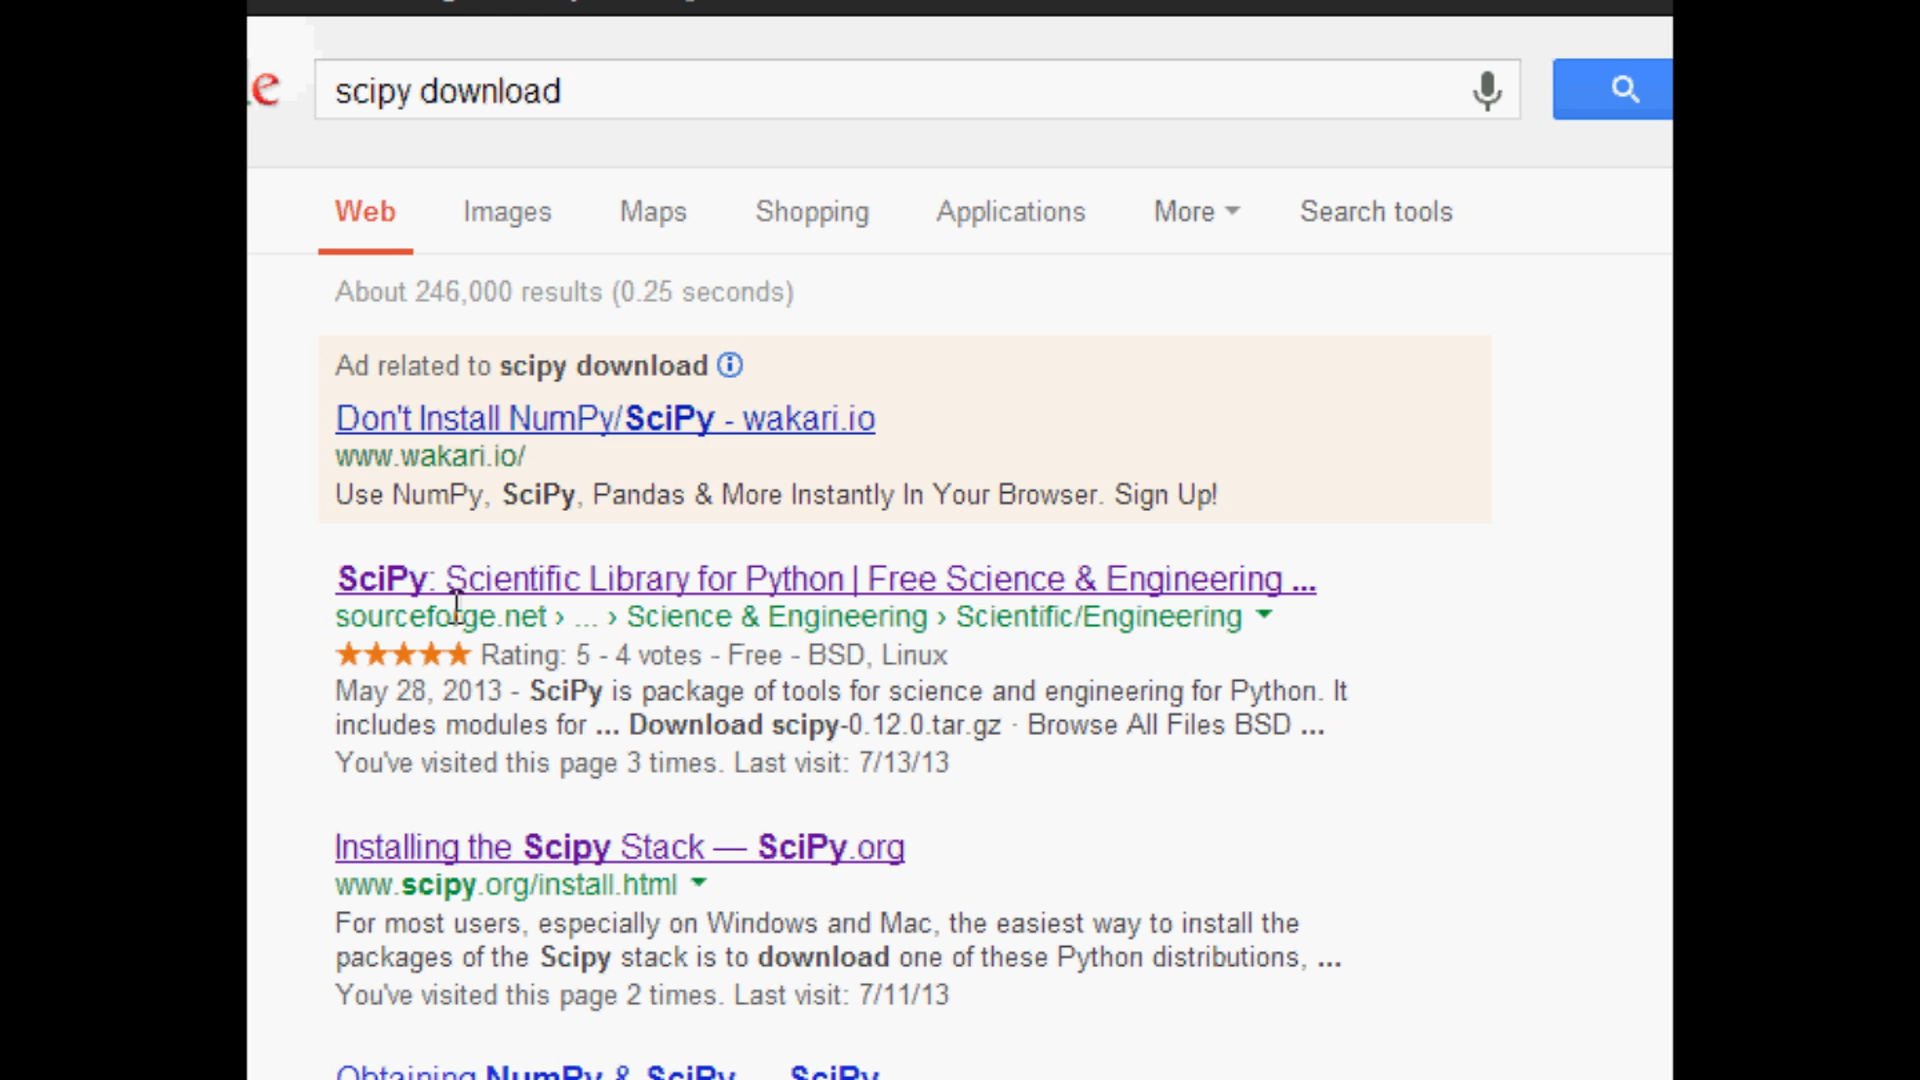 e
scipy download
Web Images Maps Shopping Applications More Search tools
About 246,000 results (0.25 seconds)
Ad related to scipy download
Don't Install NumPy/SciPy - wakari.io
www.wakari.io/
Use NumPy, SciPy, Pandas & More Instantly In Your Browser. Sign Up!
SciPy: Scientific Library for Python | Free Science & Engineering ...
sourceforge.net › ... › Science & Engineering › Scientific/Engineering
Rating: 5 - 4 votes - Free - BSD, Linux
May 28, 2013 - SciPy is package of tools for science and engineering for Python. It
includes modules for ... Download scipy-0.12.0.tar.gz · Browse All Files BSD ...
You've visited this page 3 times. Last visit: 7/13/13
Installing the Scipy Stack — SciPy.org
www.scipy.org/install.html
For most users, especially on Windows and Mac, the easiest way to install the
packages of the Scipy stack is to download one of these Python distributions, ...
You've visited this page 2 times. Last visit: 7/11/13
Obtaining NumPy & SciPy — SciPy